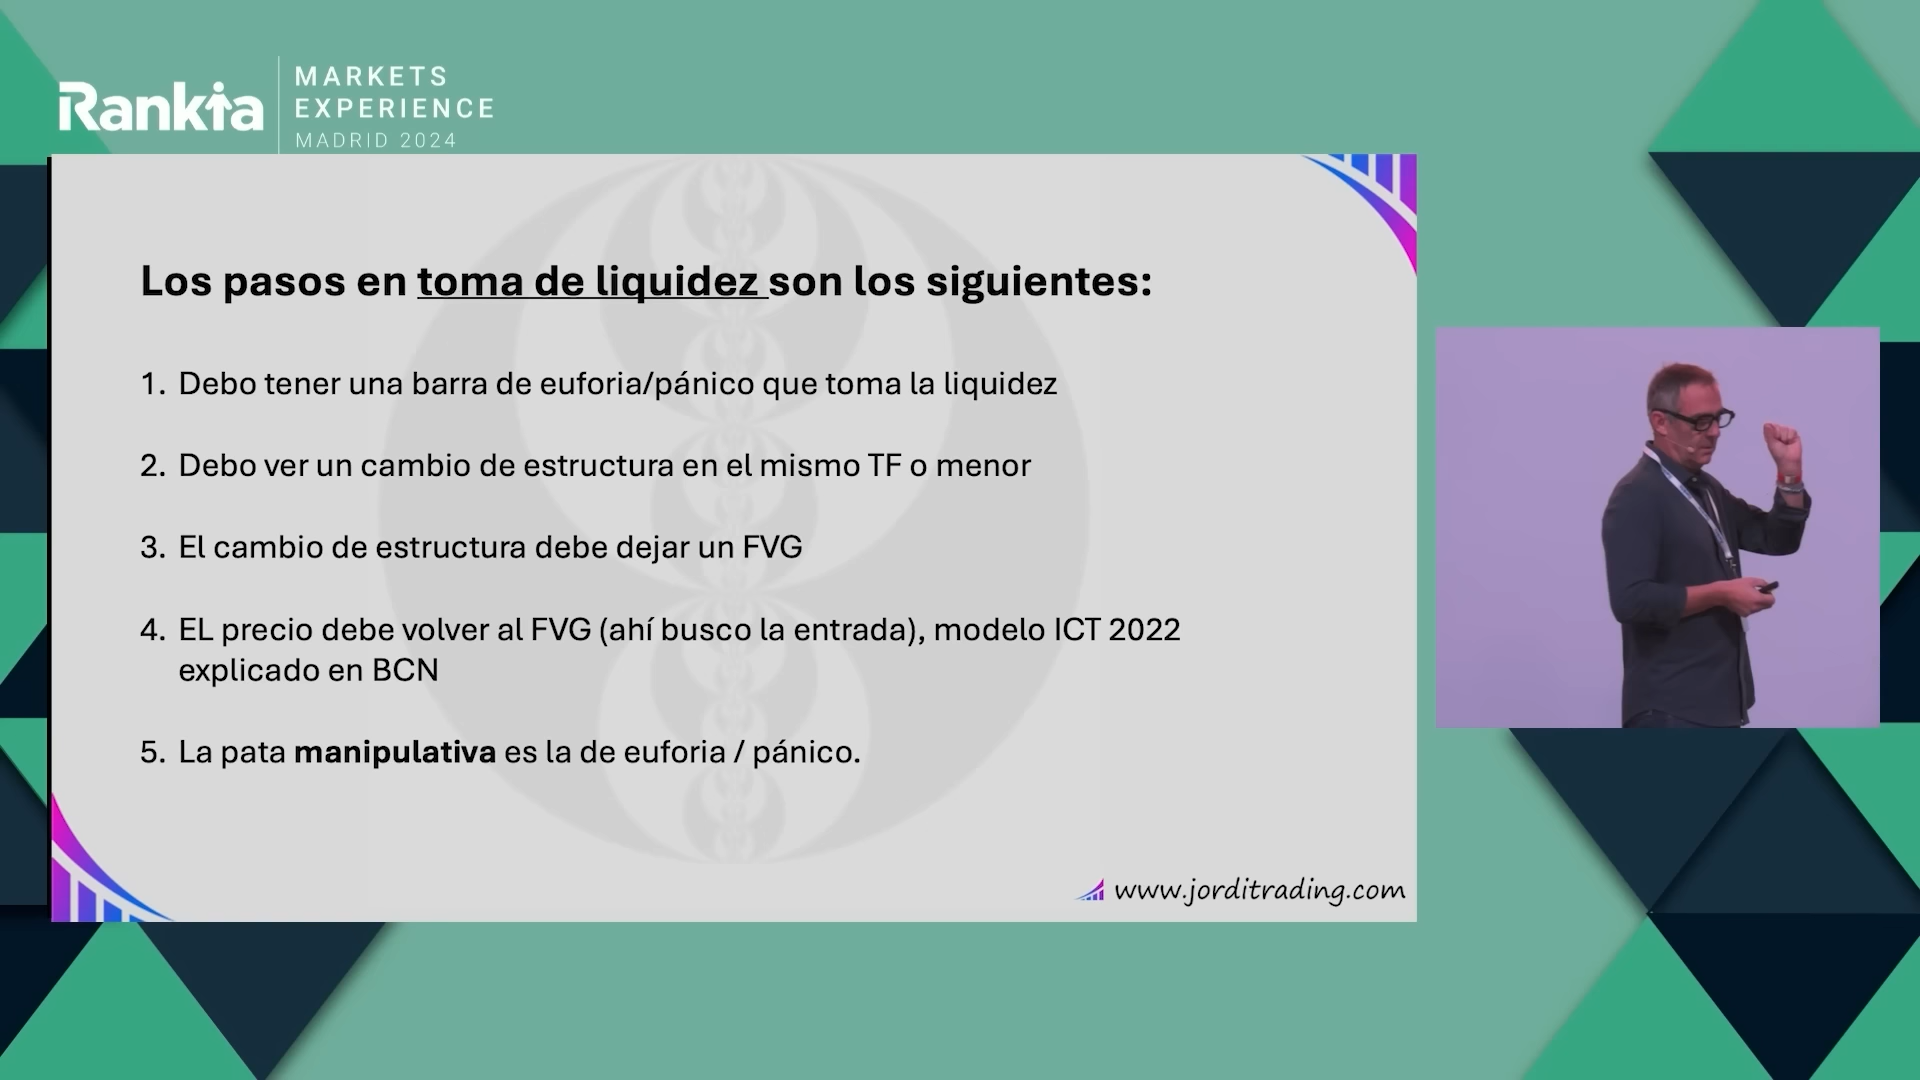 Rankia
MARKETS
EXPERIENCE
MADRID 2024
Los pasos en toma de liquidez son los siguientes:
1. Debo tener una barra de euforia/pánico que toma la liquidez
2. Debo ver un cambio de estructura en el mismo TF o menor
3. El cambio de estructura debe dejar un FVG
4. EL precio debe volver al FVG (ahí busco la entrada), modelo ICT 2022
explicado en BCN
5. La pata manipulativa es la de euforia / pánico.
www.jorditrading.com